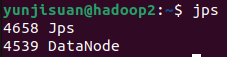 yunjisuan@hadoop2:~$ jps
4658 Jps
4539 DataNode